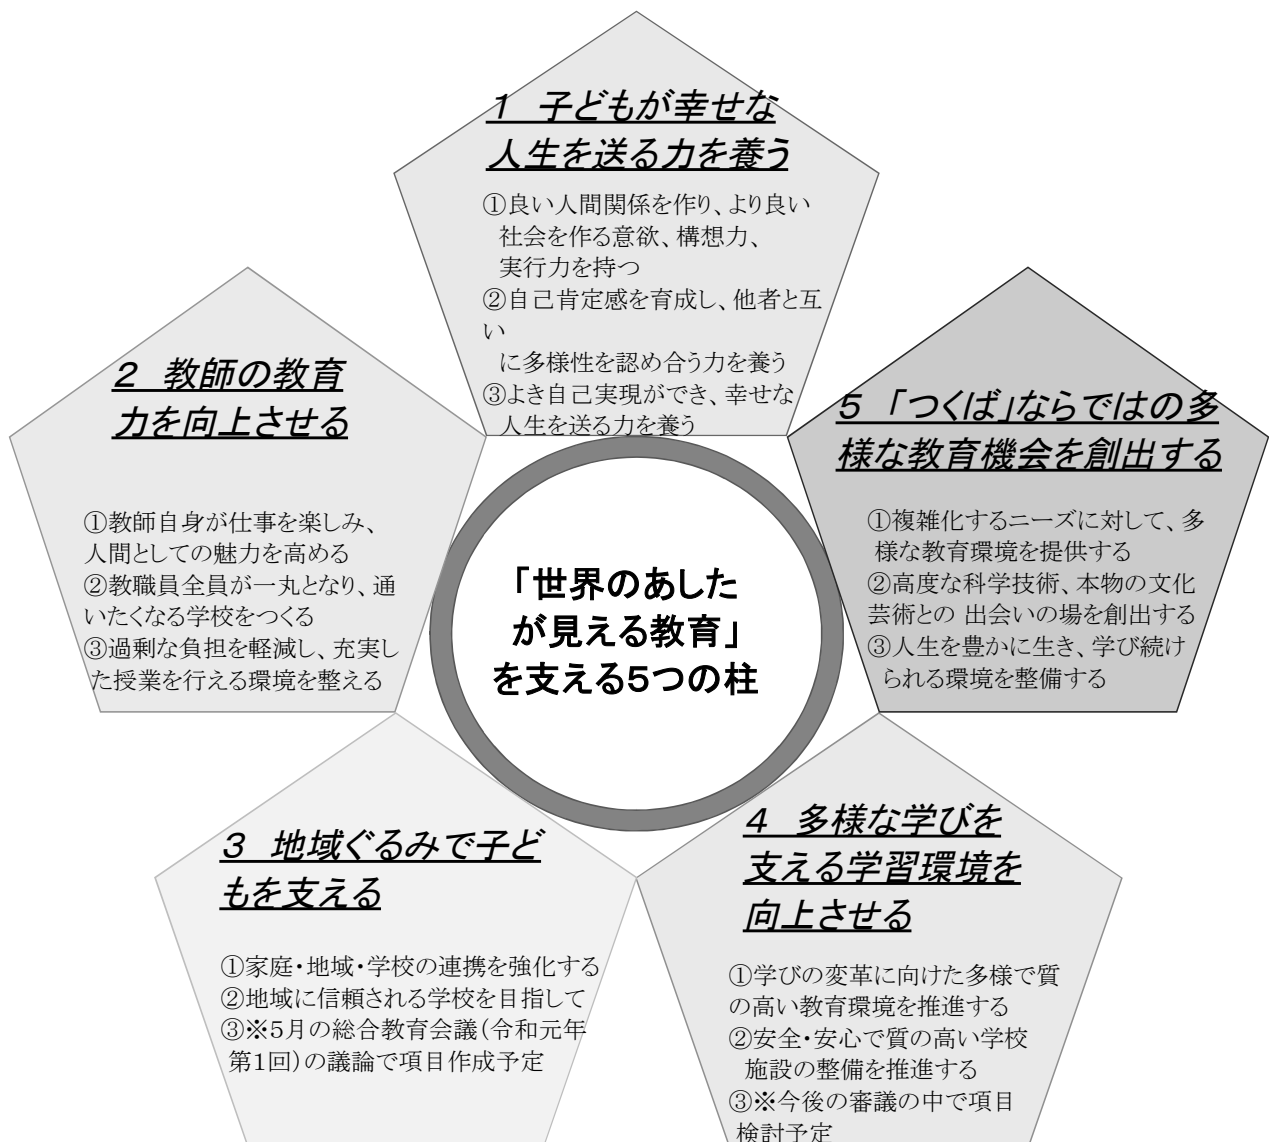 1　子どもが幸せな
人生を送る力を養う
①良い人間関係を作り、より良い
社会を作る意欲、構想力、
実行力を持つ
②自己肯定感を育成し、他者と互
い
に多様性を認め合う力を養う
③よき自己実現ができ、幸せな
人生を送る力を養う
2　教師の教育
力を向上させる
①教師自身が仕事を楽しみ、
人間としての魅力を高める
②教職員全員が一丸となり、通
いたくなる学校をつくる
③過剰な負担を軽減し、充実し
た授業を行える環境を整える
5　「つくば」ならではの多
様な教育機会を創出する
①複雑化するニーズに対して、多
様な教育環境を提供する
②高度な科学技術、本物の文化
芸術との 出会いの場を創出する
③人生を豊かに生き、学び続け
られる環境を整備する
「世界のあした
が見える教育」
を支える5つの柱
3　地域ぐるみで子ど
もを支える
①家庭・地域・学校の連携を強化する
②地域に信頼される学校を目指して
③※5月の総合教育会議(令和元年
第1回)の議論で項目作成予定
4　多様な学びを
支える学習環境を
向上させる
①学びの変革に向けた多様で質
の高い教育環境を推進する
②安全・安心で質の高い学校
施設の整備を推進する
③※今後の審議の中で項目
検討予定